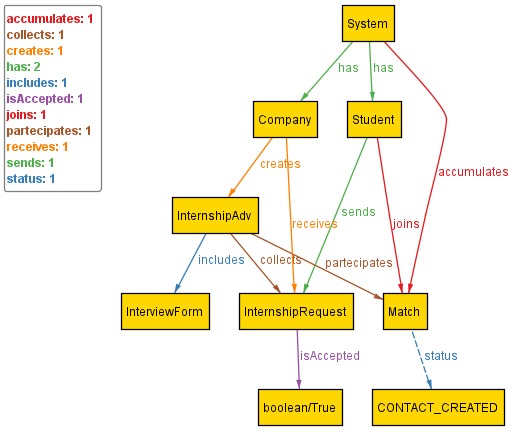 accumulates: 1
collects: 1
creates: 1
has: 2
includes: 1
isAccepted: 1
joins: 1
partecipates: 1
receives: 1
sends: 1
status: 1
System
has has
Company Student
accumulates
creates
InternshipAdv
sends
receives joins
includes collects partecipates
InterviewForm InternshipRequest Match
isAccepted status
boolean/True CONTACT_CREATED